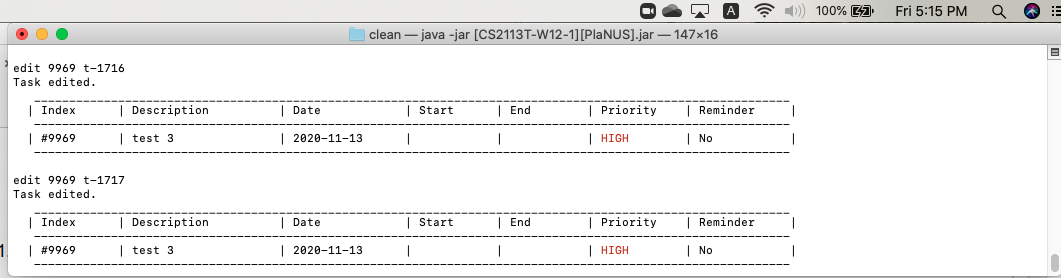 A 100% Fri 5:15 PM
clean — java -jar [CS2113T-W12-1][PlaNUS].jar — 147×16
edit 9969 t-1716
Task edited.
| Index | Description | Date | Start | End | Priority | Reminder |
| #9969 | test 3 | 2020-11-13 | | | HIGH | No |
edit 9969 t-1717
Task edited.
| Index | Description | Date | Start | End | Priority | Reminder |
| #9969 | test 3 | 2020-11-13 | | | HIGH | No |